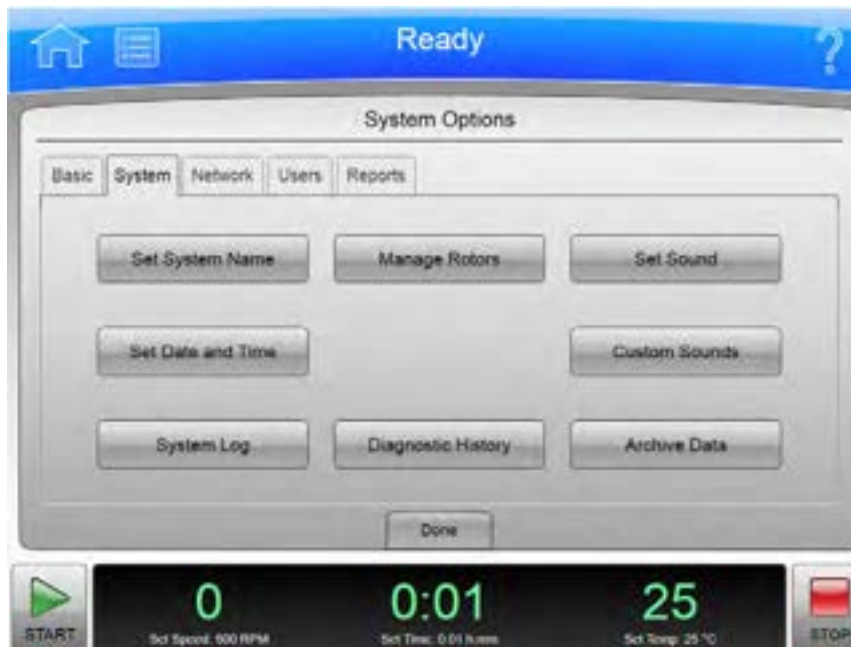 Ready
?
System Options
Basic System Network Users Reports
Set System Name Manage Rotors Set Sound
Set Date and Time Custom Sounds
System Log Diagnostic History Archive Data
Done
0 0:01 25
START Set Speed: 500 RPM Set Time: 0:01 h:mm Set Temp: 25 °C STOP